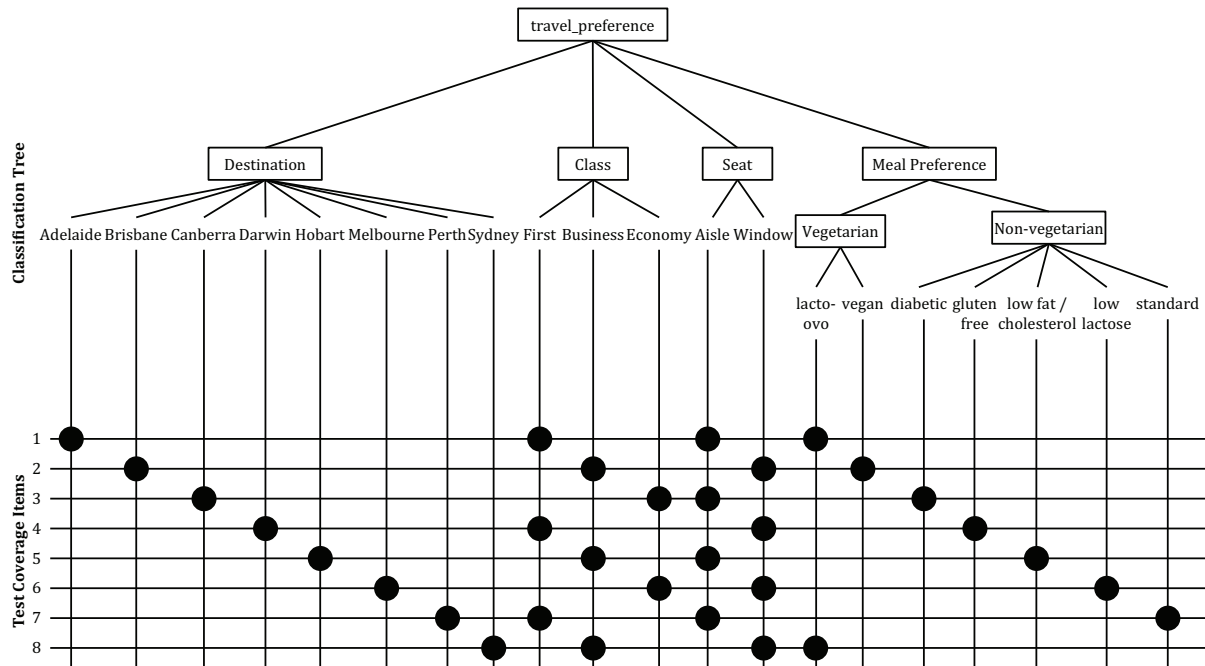 travel_preference
Classification Tree
Destination
Class
Seat
Meal Preference
Adelaide Brisbane Canberra Darwin Hobart Melbourne Perth Sydney First Business Economy Aisle Window
Vegetarian
Non-vegetarian
lacto-
ovo
vegan
diabetic
gluten
free
low fat /
cholesterol
low
lactose
standard
Test Coverage Items
1
2
3
4
5
6
7
8